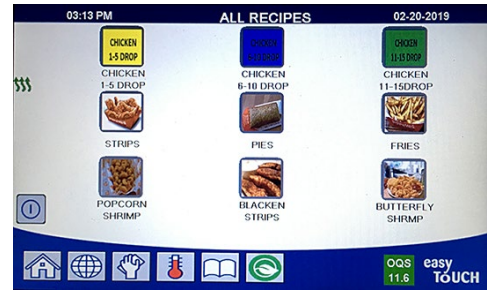 03:13 PM ALL RECIPES 02-20-2019
CHICKEN
1-5 DROP
CHICKEN
1-5 DROP
CHICKEN
6-10 DROP
CHICKEN
11-15 DROP
CHICKEN
11-15DROP
STRIPS
PIES
FRIES
POPCORN
SHRIMP
BLACKEN
STRIPS
BUTTERFLY
SHRMP
OQS
11.6
easy
TOUCH